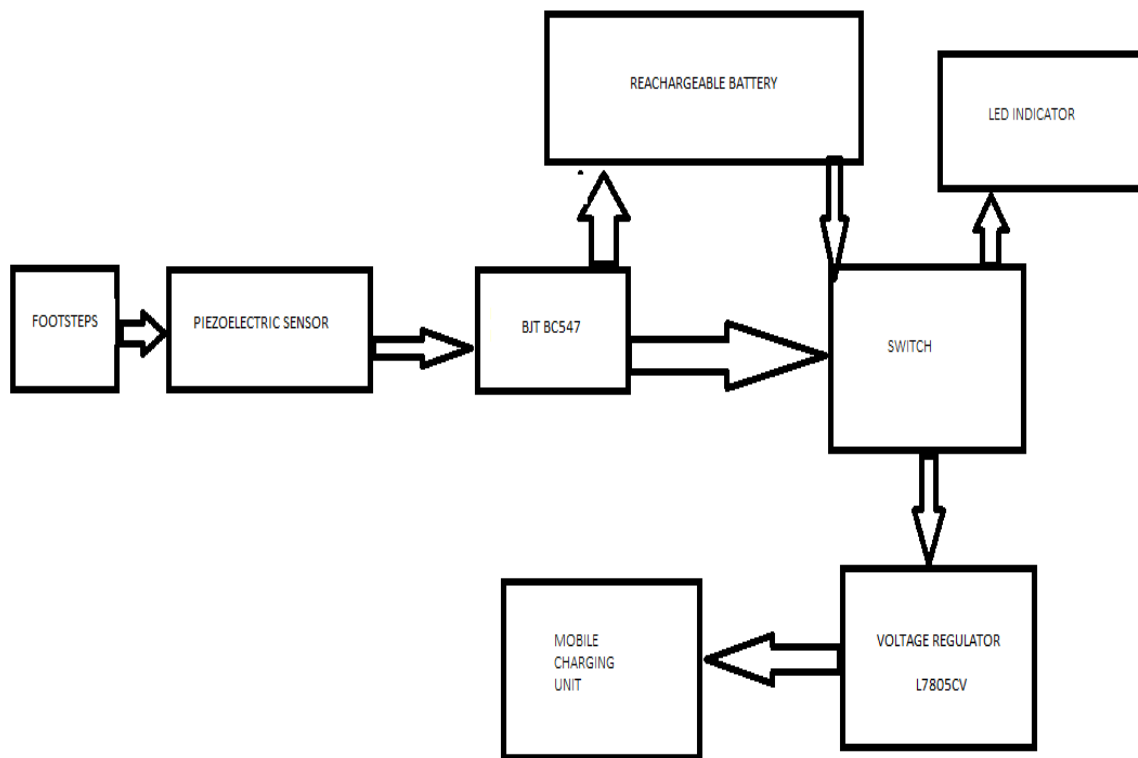 REACHARGEABLE BATTERY
LED INDICATOR
FOOTSTEPS
PIEZOELECTRIC SENSOR
BJT BC547
SWITCH
MOBILE
CHARGING
UNIT
VOLTAGE REGULATOR
L7805CV